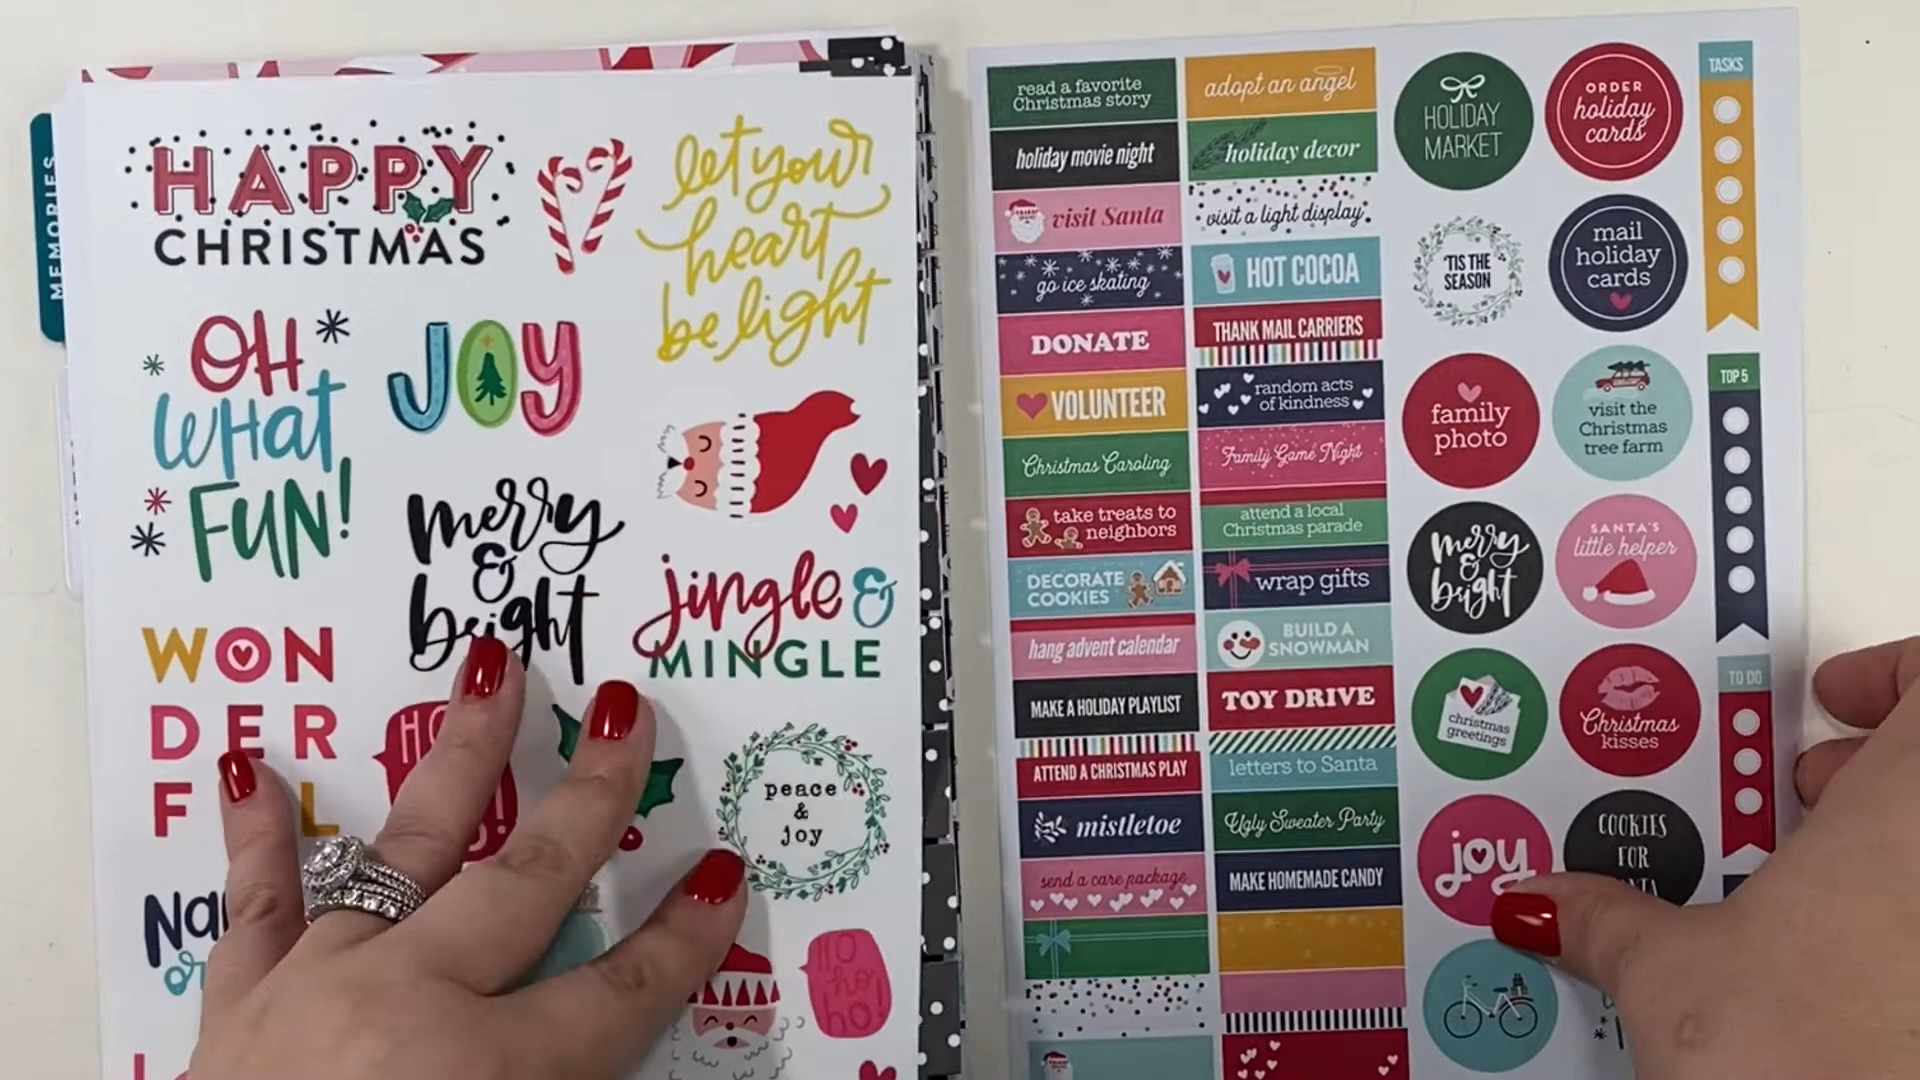 MEMORIES
HAPPY
CHRISTMAS
let your
heart
be light
OH
WHAT
FUN!
JOY
merry
&
bright
jingle &
MINGLE
WON
DER
F L
HO
peace
&
joy
HO
ho
ho!
read a favorite
Christmas story
holiday movie night
visit Santa
go ice skating
DONATE
VOLUNTEER
Christmas Caroling
take treats to
neighbors
DECORATE
COOKIES
hang advent calendar
MAKE A HOLIDAY PLAYLIST
ATTEND A CHRISTMAS PLAY
mistletoe
send a care package
adopt an angel
holiday decor
visit a light display
HOT COCOA
THANK MAIL CARRIERS
random acts
of kindness
Family Game Night
attend a local
Christmas parade
wrap gifts
BUILD A
SNOWMAN
TOY DRIVE
letters to Santa
Ugly Sweater Party
MAKE HOMEMADE CANDY
HOLIDAY
MARKET
ORDER
holiday
cards
'TIS THE
SEASON
mail
holiday
cards
family
photo
visit the
Christmas
tree farm
merry
&
bright
SANTA'S
little helper
christmas
greetings
Christmas
kisses
joy
COOKIES
FOR
TASKS
TOP 5
TO DO